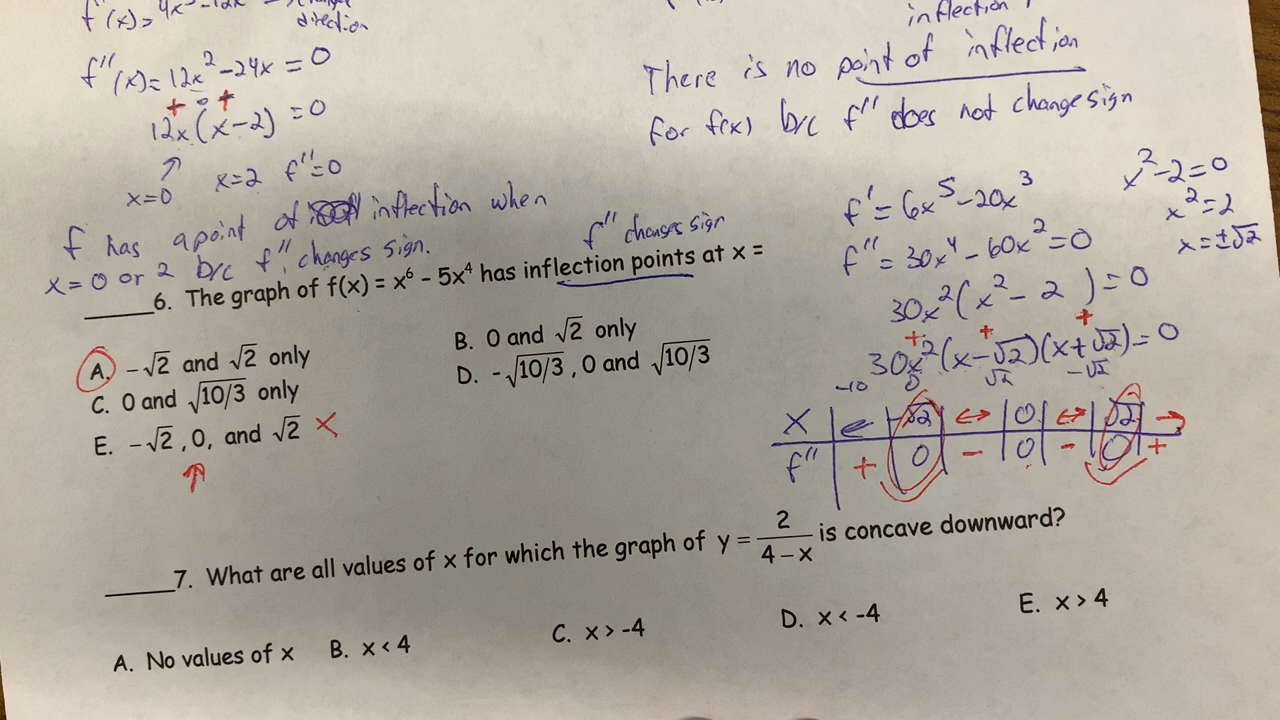 f'(x)= 4x³-12x
direction
f''(x)=12x²-24x=0
+ 0 +
12x(x-2)=0
↑
x=0 x=2 f''=0
f has a point of inflection when
x=0 or 2 b/c f'' changes sign.
inflection
There is no point of inflection
for f(x) b/c f'' does not change sign
f'' changes sign
_____6. The graph of f(x) = x⁶ - 5x⁴ has inflection points at x =
A. -√2 and √2 only
B. 0 and √2 only
C. 0 and √10/3 only
D. -√10/3, 0 and √10/3
E. -√2, 0, and √2 ×
↑
f'=6x⁵-20x³
f''=30x⁴-60x²=0
30x²(x²-2)=0
+ + +
30x²(x-√2)(x+√2)=0
-10 0 √2 -√2
x²-2=0
x²=2
x=±√2
x | ← | -√2 | ↔ | 0 | ↔ | √2 | →
f'' | + | 0 | - | 0 | - | 0 | +
_____7. What are all values of x for which the graph of y = 2/(4-x) is concave downward?
A. No values of x B. x < 4 C. x > -4 D. x < -4 E. x > 4